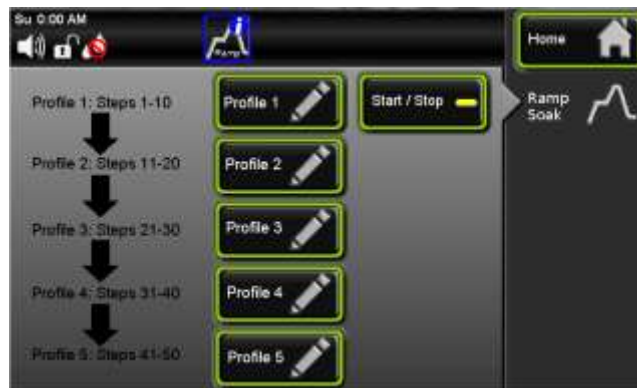 Su 0:00 AM
Ramp
Home
Profile 1: Steps 1-10
Profile 1
Start / Stop
Ramp
Soak
Profile 2: Steps 11-20
Profile 2
Profile 3: Steps 21-30
Profile 3
Profile 4: Steps 31-40
Profile 4
Profile 5: Steps 41-50
Profile 5